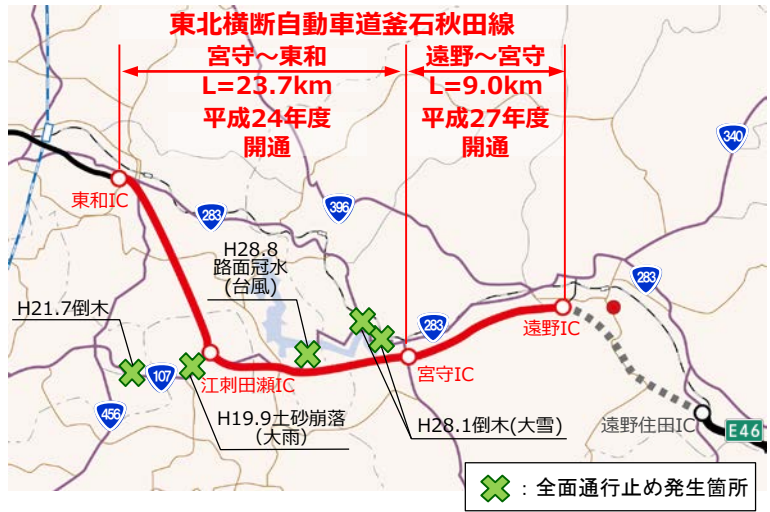 東北横断自動車道釜石秋田線
宮守～東和
L=23.7km
平成24年度
開通
遠野～宮守
L=9.0km
平成27年度
開通
340
東和IC
283
396
H28.8
路面冠水
(台風)
283
H21.7倒木
283
遠野IC
107
江刺田瀬IC
宮守IC
456
H19.9土砂崩落
(大雨)
H28.1倒木(大雪)
遠野住田IC
E46
：全面通行止め発生箇所